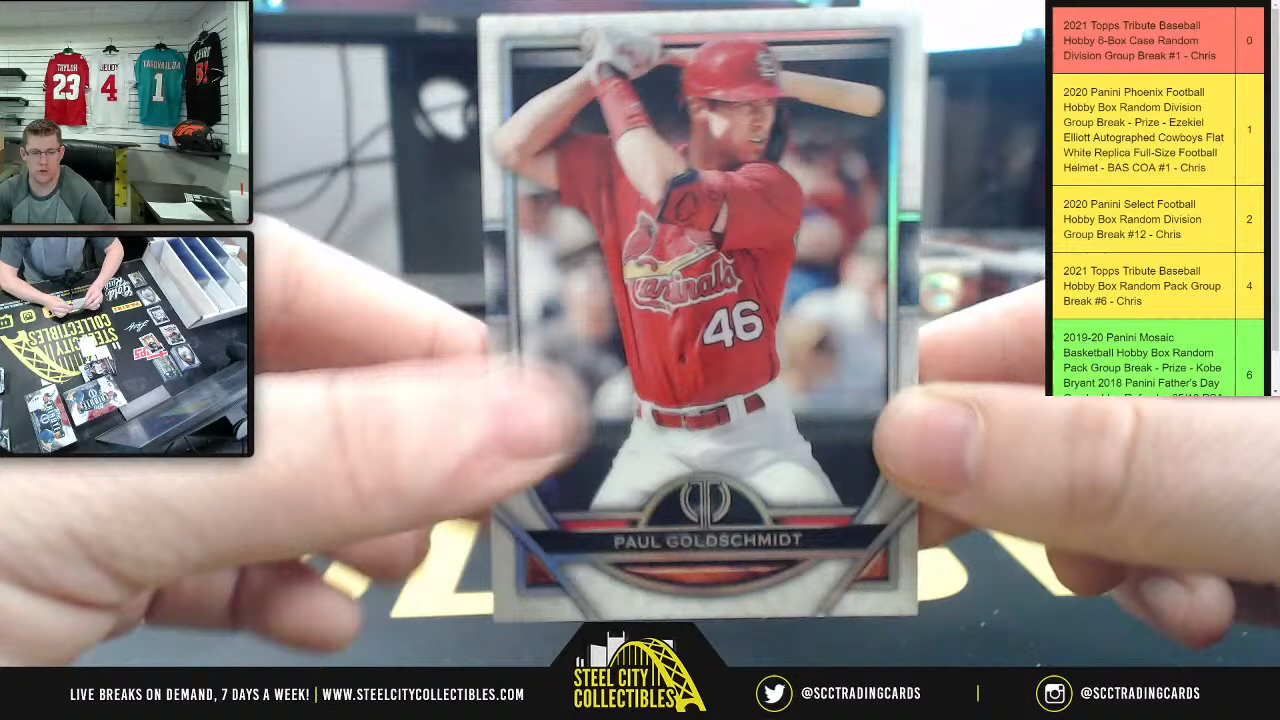 TAYLOR
23
JEUDY
4
TAGOVAILOA
1
STEEL CITY
COLLECTIBLES
Cardinals
46
PAUL GOLDSCHMIDT
2021 Topps Tribute Baseball
Hobby 6-Box Case Random
Division Group Break #1 - Chris
0
2020 Panini Phoenix Football
Hobby Box Random Division
Group Break - Prize - Ezekiel
Elliott Autographed Cowboys Flat
White Replica Full-Size Football
Helmet - BAS COA #1 - Chris
1
2020 Panini Select Football
Hobby Box Random Division
Group Break #12 - Chris
2
2021 Topps Tribute Baseball
Hobby Box Random Pack Group
Break #6 - Chris
4
2019-20 Panini Mosaic
Basketball Hobby Box Random
Pack Group Break - Prize - Kobe
Bryant 2018 Panini Father's Day
6
LIVE BREAKS ON DEMAND, 7 DAYS A WEEK! | WWW.STEELCITYCOLLECTIBLES.COM
STEEL CITY
COLLECTIBLES
@SCCTRADINGCARDS
|
@SCCTRADINGCARDS